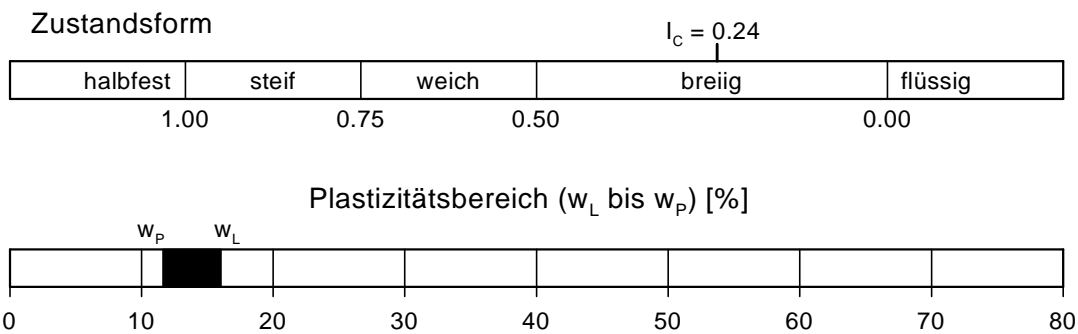 Zustandsform
I_C = 0.24
halbfest steif weich breiig flüssig
1.00 0.75 0.50 0.00
Plastizitätsbereich (w_L bis w_P) [%]
w_P w_L
0 10 20 30 40 50 60 70 80